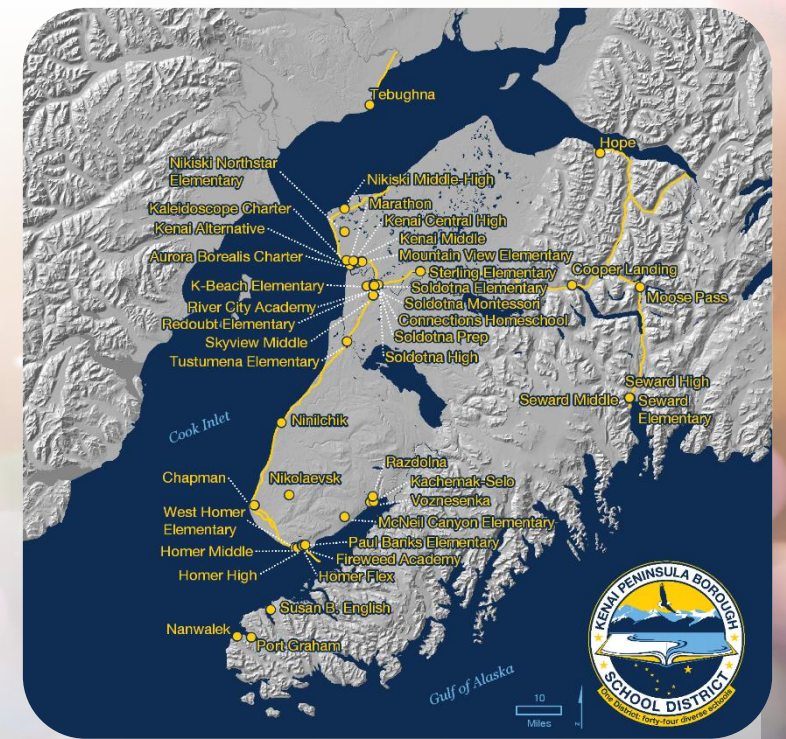 Tebughna
Hope
Nikiski Northstar
Elementary
Nikiski Middle-High
Marathon
Kaleidoscope Charter
Kenai Central High
Kenai Alternative
Kenai Middle
Aurora Borealis Charter
Mountain View Elementary
Sterling Elementary
Cooper Landing
K-Beach Elementary
Soldotna Elementary
Moose Pass
River City Academy
Soldotna Montessori
Redoubt Elementary
Connections Homeschool
Skyview Middle
Soldotna Prep
Tustumena Elementary
Soldotna High
Seward High
Seward Middle
Seward
Elementary
Cook Inlet
Ninilchik
Razdolna
Chapman
Nikolaevsk
Kachemak-Selo
Voznesenka
West Homer
Elementary
McNeil Canyon Elementary
Homer Middle
Paul Banks Elementary
Fireweed Academy
Homer High
Homer Flex
Susan B. English
Nanwalek
Port Graham
Gulf of Alaska
10
Miles
N
KENAI PENINSULA BOROUGH
SCHOOL DISTRICT
One District: forty-four diverse schools